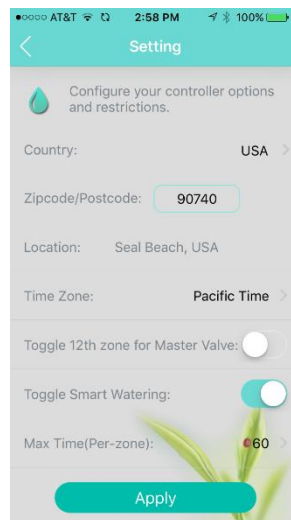 AT&T 2:58 PM 100%
Setting
Configure your controller options
and restrictions.
Country: USA
Zipcode/Postcode: 90740
Location: Seal Beach, USA
Time Zone: Pacific Time
Toggle 12th zone for Master Valve:
Toggle Smart Watering:
Max Time(Per-zone): 60
Apply